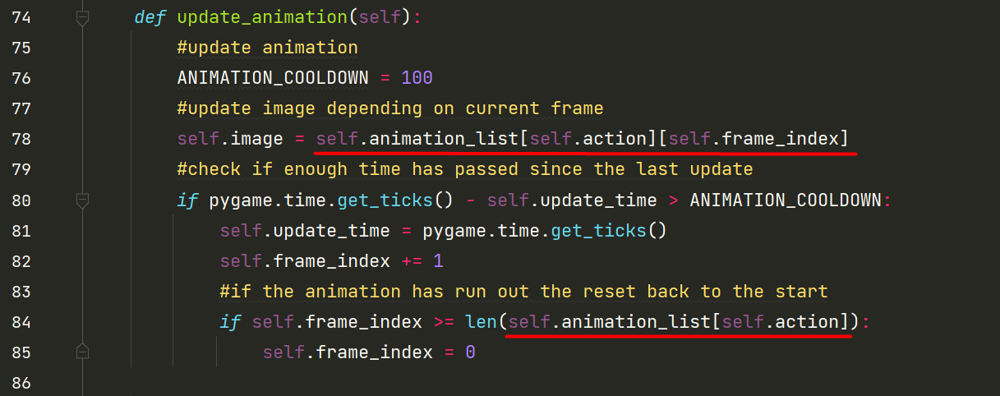 74 def update_animation(self):
75 #update animation
76 ANIMATION_COOLDOWN = 100
77 #update image depending on current frame
78 self.image = self.animation_list[self.action][self.frame_index]
79 #check if enough time has passed since the last update
80 if pygame.time.get_ticks() - self.update_time > ANIMATION_COOLDOWN:
81 self.update_time = pygame.time.get_ticks()
82 self.frame_index += 1
83 #if the animation has run out the reset back to the start
84 if self.frame_index >= len(self.animation_list[self.action]):
85 self.frame_index = 0
86